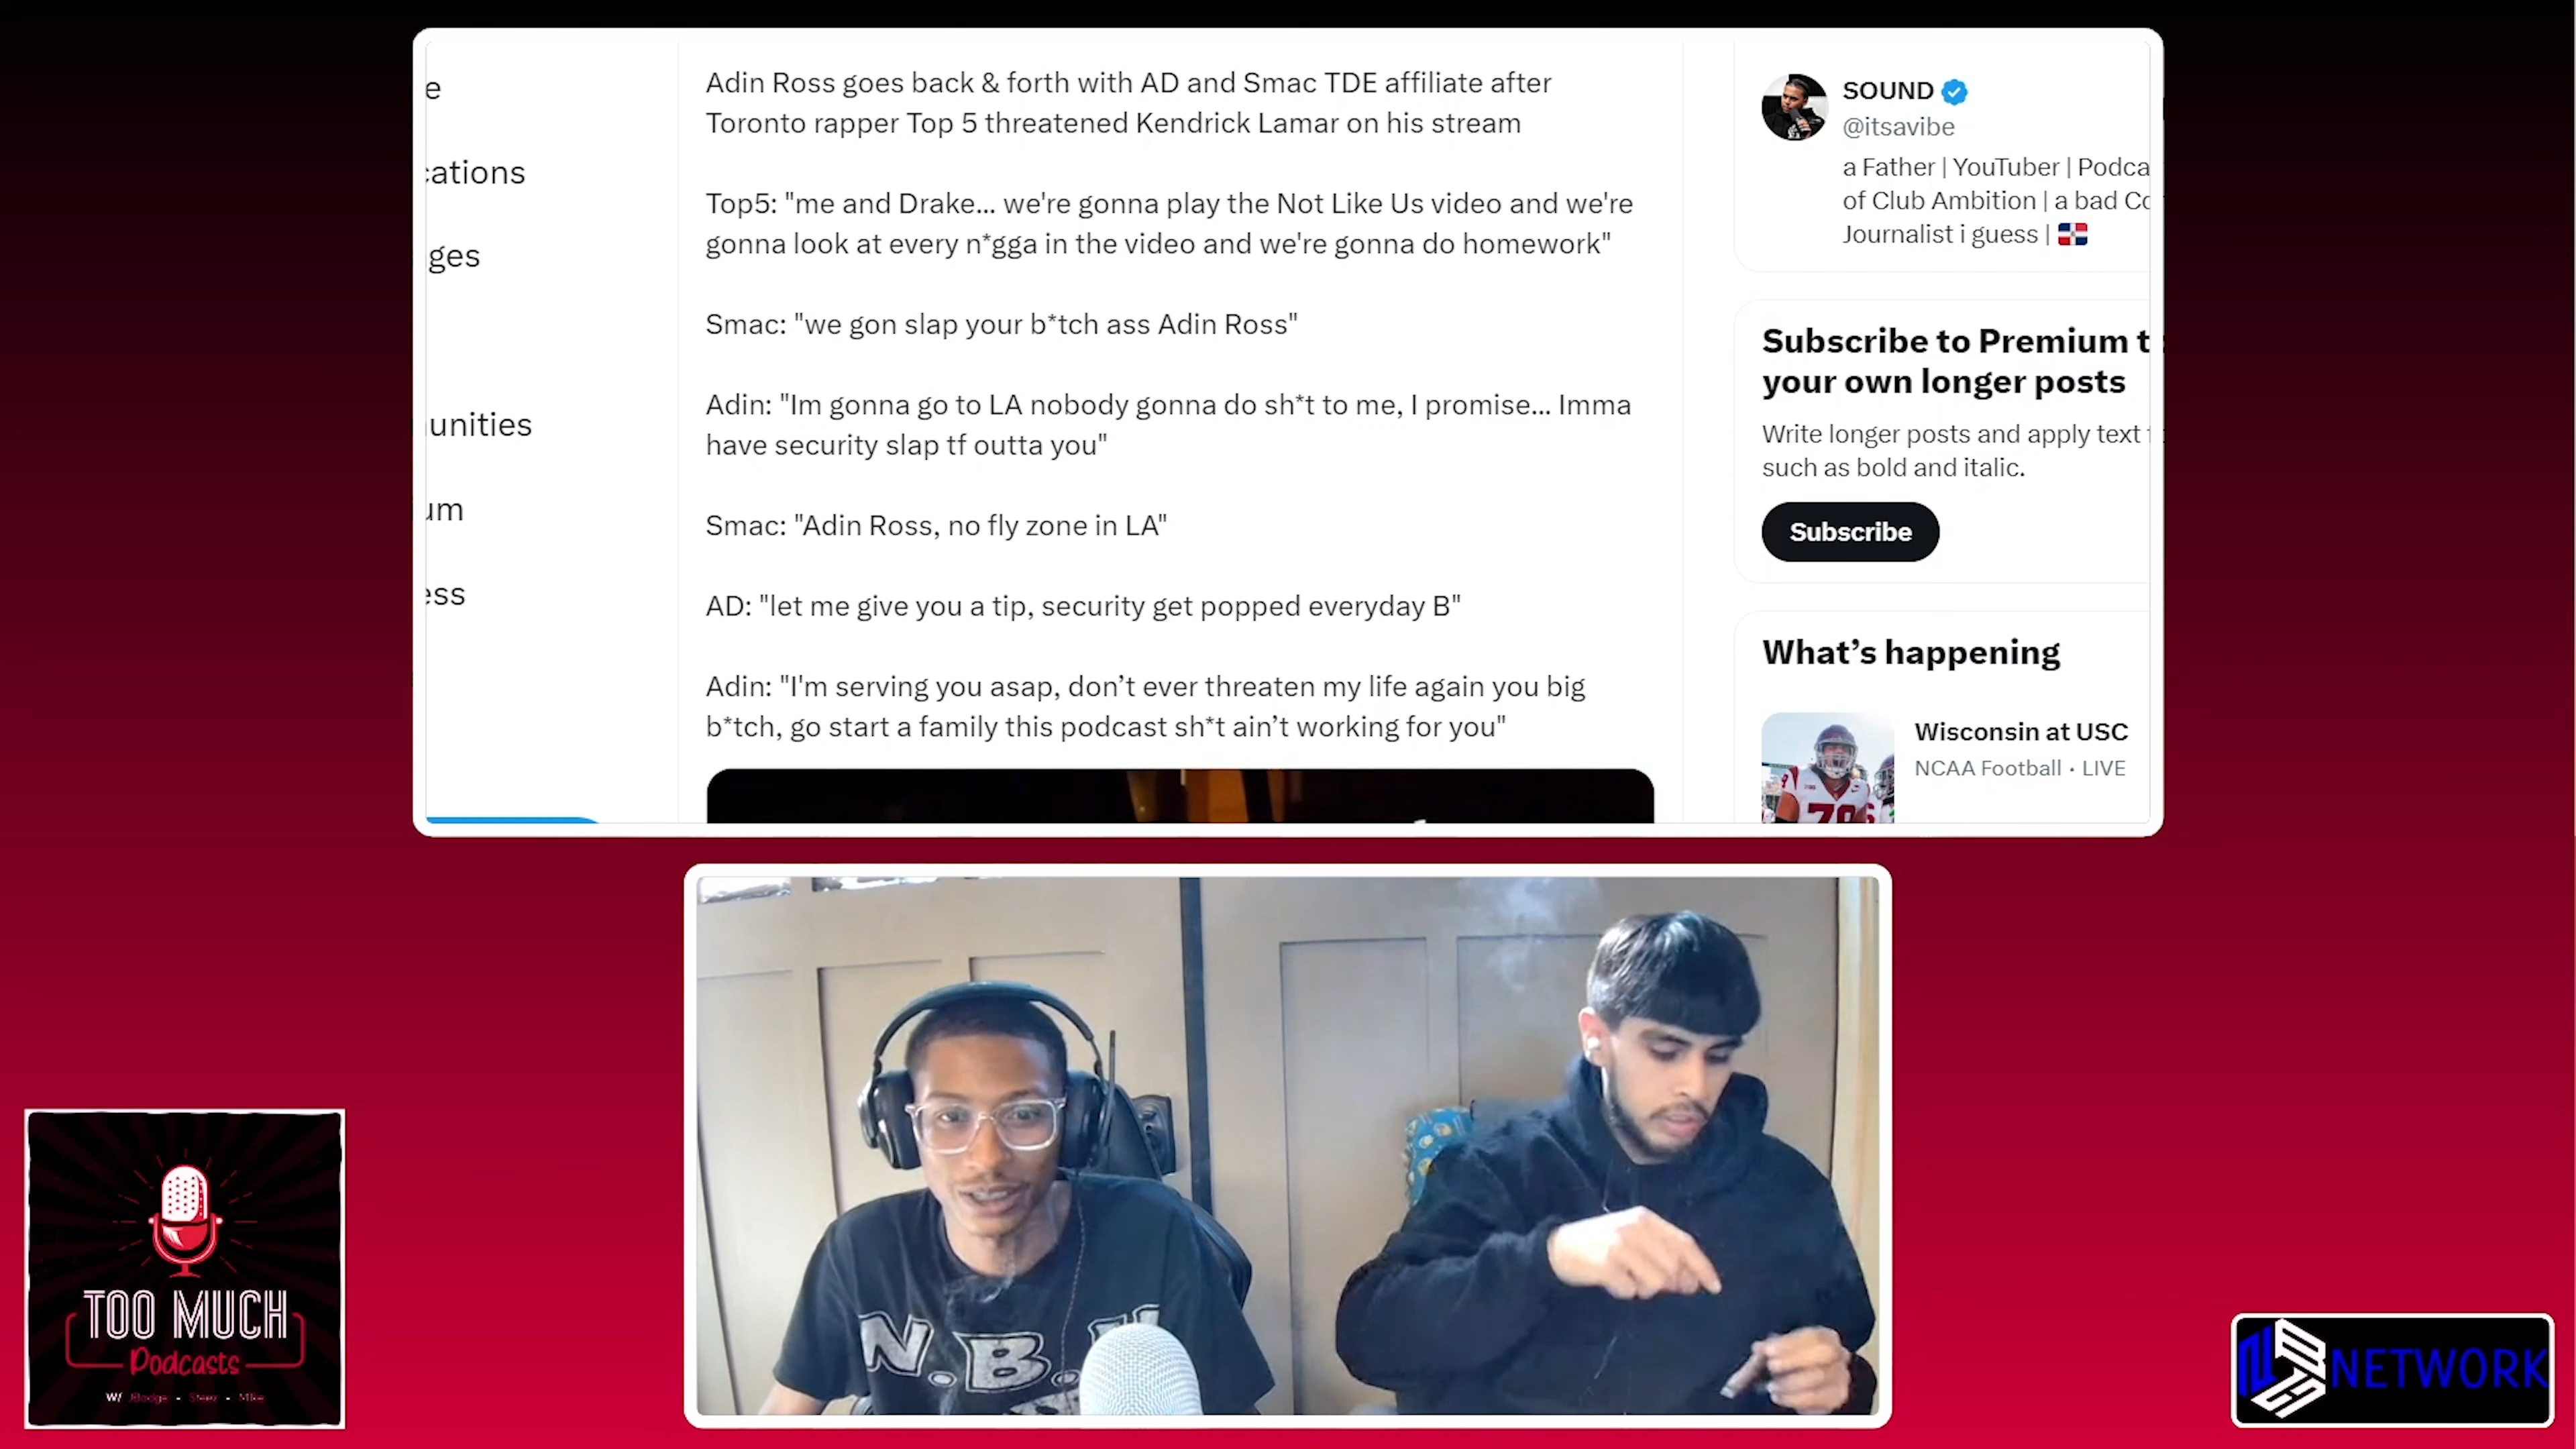 e
cations
ges
unities
um
ess
Adin Ross goes back & forth with AD and Smac TDE affiliate after
Toronto rapper Top 5 threatened Kendrick Lamar on his stream
Top5: "me and Drake... we're gonna play the Not Like Us video and we're
gonna look at every n*gga in the video and we're gonna do homework"
Smac: "we gon slap your b*tch ass Adin Ross"
Adin: "Im gonna go to LA nobody gonna do sh*t to me, I promise... Imma
have security slap tf outta you"
Smac: "Adin Ross, no fly zone in LA"
AD: "let me give you a tip, security get popped everyday B"
Adin: "I'm serving you asap, don’t ever threaten my life again you big
b*tch, go start a family this podcast sh*t ain’t working for you"
SOUND
@itsavibe
a Father | YouTuber | Podca
of Club Ambition | a bad Co
Journalist i guess |
Subscribe to Premium t
your own longer posts
Write longer posts and apply text f
such as bold and italic.
Subscribe
What’s happening
Wisconsin at USC
NCAA Football · LIVE
N.B.
TOO MUCH
Podcasts
W/ JBodge - Steez - Mike
NETWORK